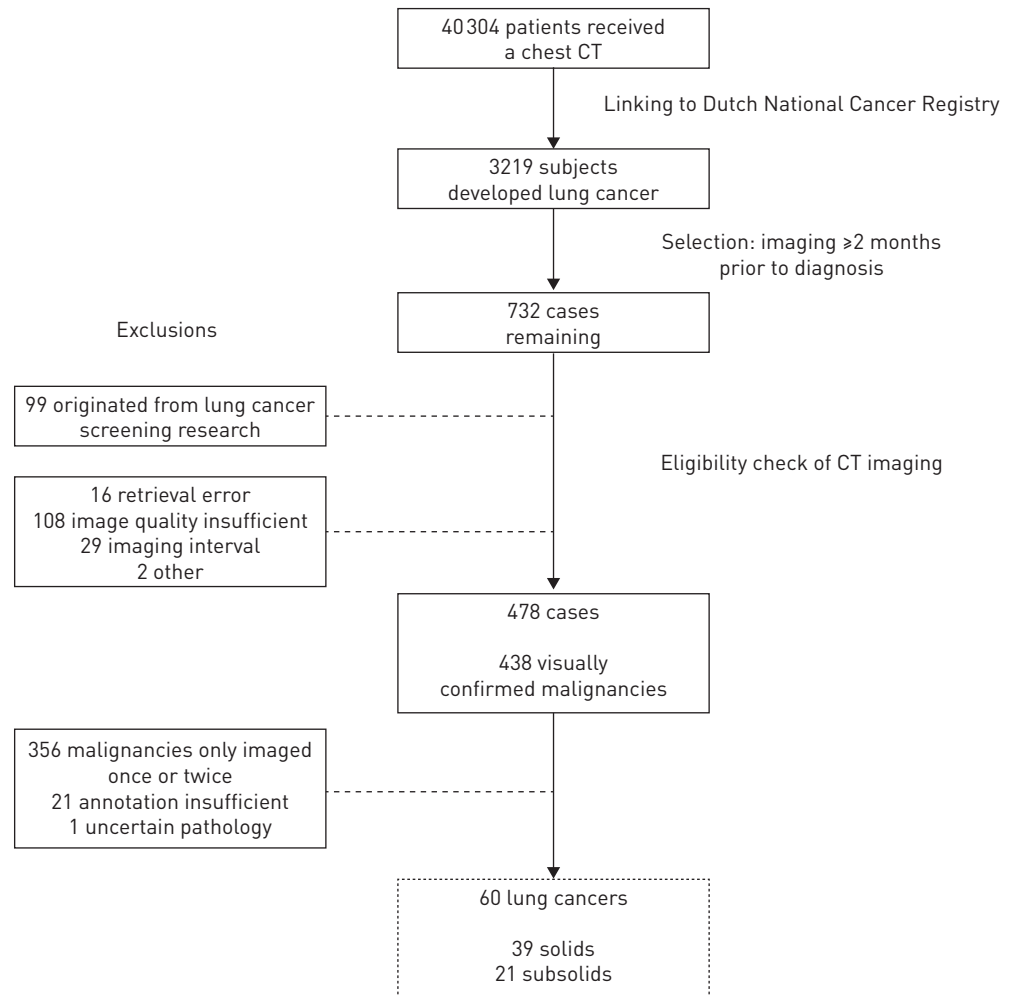 40304 patients received
a chest CT
Linking to Dutch National Cancer Registry
3219 subjects
developed lung cancer
Selection: imaging ≥2 months
prior to diagnosis
732 cases
remaining
Exclusions
99 originated from lung cancer
screening research
Eligibility check of CT imaging
16 retrieval error
108 image quality insufficient
29 imaging interval
2 other
478 cases
438 visually
confirmed malignancies
356 malignancies only imaged
once or twice
21 annotation insufficient
1 uncertain pathology
60 lung cancers
39 solids
21 subsolids